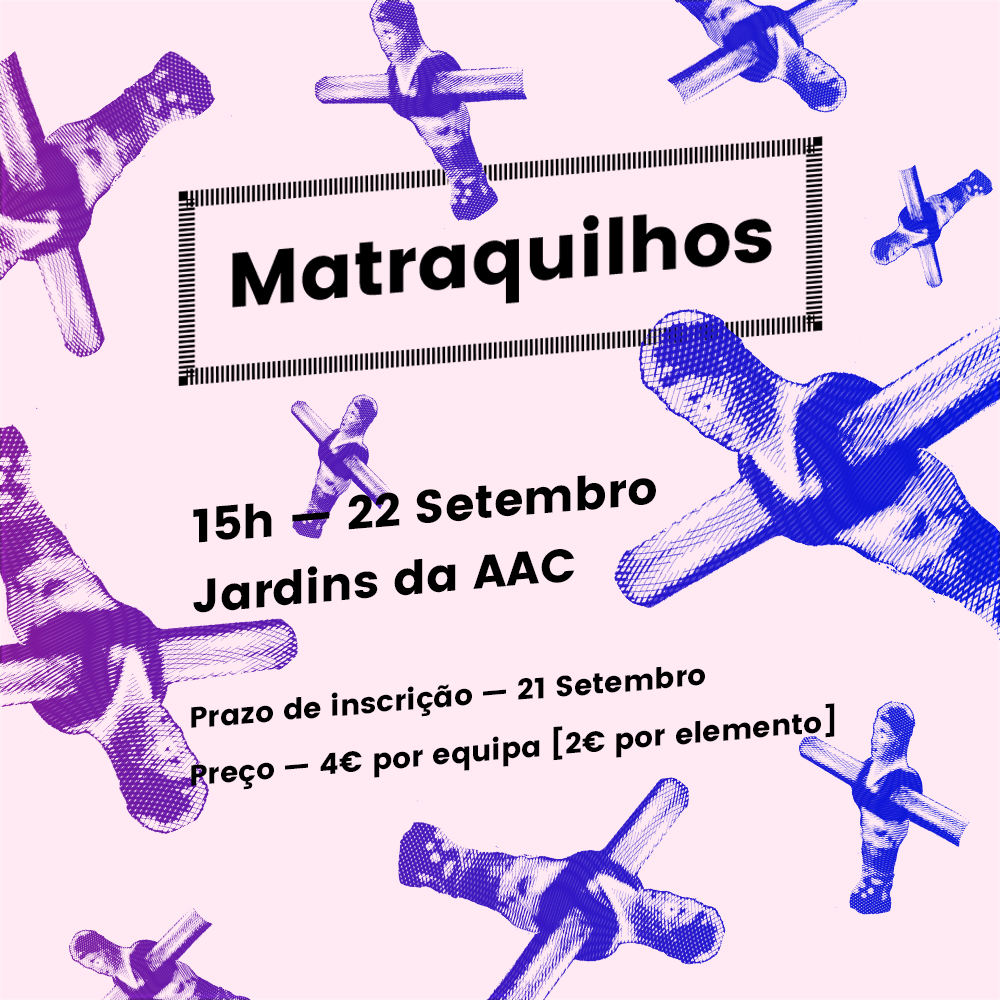 Matraquilhos
15h — 22 Setembro
Jardins da AAC
Prazo de inscrição — 21 Setembro
Preço — 4€ por equipa [2€ por elemento]